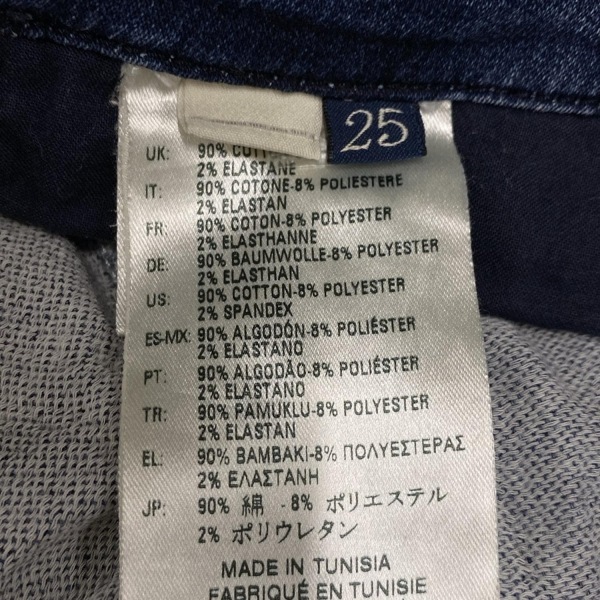 25
UK: 90% COTT
2% ELASTANE
IT: 90% COTONE-8% POLIESTERE
2% ELASTAN
FR: 90% COTON-8% POLYESTER
2% ELASTHANNE
DE: 90% BAUMWOLLE-8% POLYESTER
2% ELASTHAN
US: 90% COTTON-8% POLYESTER
2% SPANDEX
ES-MX: 90% ALGODÓN-8% POLIÉSTER
2% ELASTANO
PT: 90% ALGODÃO-8% POLIÉSTER
2% ELASTANO
TR: 90% PAMUKLU-8% POLYESTER
2% ELASTAN
EL: 90% ΒΑΜΒΑΚΙ-8% ΠΟΛΥΕΣΤΕΡΑΣ
2% ΕΛΑΣΤΑΝΗ
JP: 90% 綿 - 8% ポリエステル
2% ポリウレタン
MADE IN TUNISIA
FABRIQUÉ EN TUNISIE